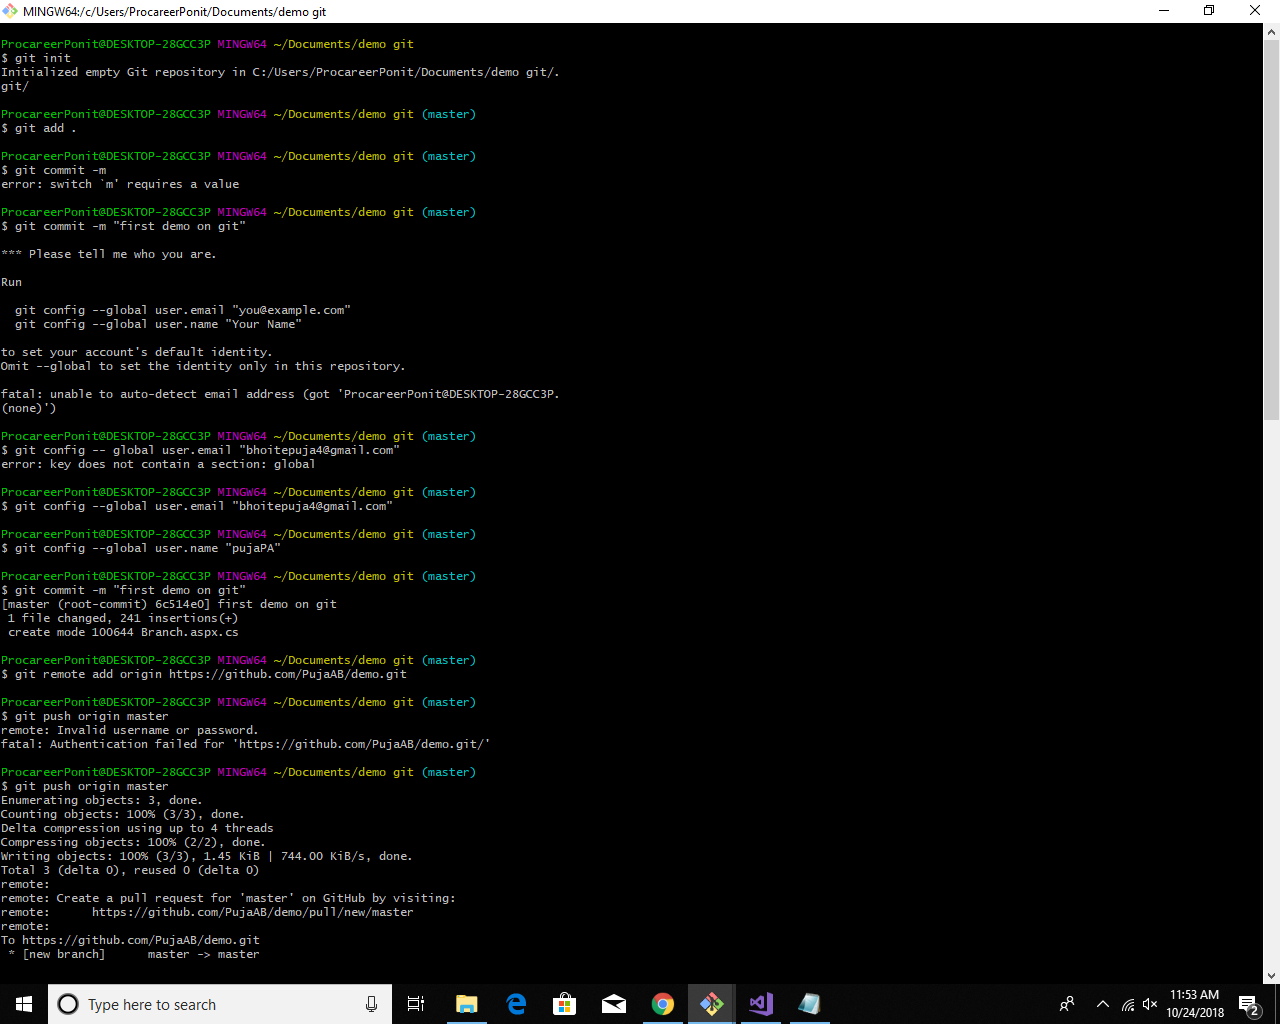 MINGW64:/c/Users/ProcareerPonit/Documents/demo git
ProcareerPonit@DESKTOP-28GCC3P MINGW64 ~/Documents/demo git
$ git init
Initialized empty Git repository in C:/Users/ProcareerPonit/Documents/demo git/.
git/
ProcareerPonit@DESKTOP-28GCC3P MINGW64 ~/Documents/demo git (master)
$ git add .
ProcareerPonit@DESKTOP-28GCC3P MINGW64 ~/Documents/demo git (master)
$ git commit -m
error: switch `m' requires a value
ProcareerPonit@DESKTOP-28GCC3P MINGW64 ~/Documents/demo git (master)
$ git commit -m "first demo on git"
*** Please tell me who you are.
Run
git config --global user.email "you@example.com"
git config --global user.name "Your Name"
to set your account's default identity.
Omit --global to set the identity only in this repository.
fatal: unable to auto-detect email address (got 'ProcareerPonit@DESKTOP-28GCC3P.
(none)')
ProcareerPonit@DESKTOP-28GCC3P MINGW64 ~/Documents/demo git (master)
$ git config -- global user.email "bhoitepuja4@gmail.com"
error: key does not contain a section: global
ProcareerPonit@DESKTOP-28GCC3P MINGW64 ~/Documents/demo git (master)
$ git config --global user.email "bhoitepuja4@gmail.com"
ProcareerPonit@DESKTOP-28GCC3P MINGW64 ~/Documents/demo git (master)
$ git config --global user.name "pujaPA"
ProcareerPonit@DESKTOP-28GCC3P MINGW64 ~/Documents/demo git (master)
$ git commit -m "first demo on git"
[master (root-commit) 6c514e0] first demo on git
1 file changed, 241 insertions(+)
create mode 100644 Branch.aspx.cs
ProcareerPonit@DESKTOP-28GCC3P MINGW64 ~/Documents/demo git (master)
$ git remote add origin https://github.com/PujaAB/demo.git
ProcareerPonit@DESKTOP-28GCC3P MINGW64 ~/Documents/demo git (master)
$ git push origin master
remote: Invalid username or password.
fatal: Authentication failed for 'https://github.com/PujaAB/demo.git/'
ProcareerPonit@DESKTOP-28GCC3P MINGW64 ~/Documents/demo git (master)
$ git push origin master
Enumerating objects: 3, done.
Counting objects: 100% (3/3), done.
Delta compression using up to 4 threads
Compressing objects: 100% (2/2), done.
Writing objects: 100% (3/3), 1.45 KiB | 744.00 KiB/s, done.
Total 3 (delta 0), reused 0 (delta 0)
remote:
remote: Create a pull request for 'master' on GitHub by visiting:
remote:      https://github.com/PujaAB/demo/pull/new/master
remote:
To https://github.com/PujaAB/demo.git
* [new branch]      master -> master
Type here to search
11:53 AM
10/24/2018
2